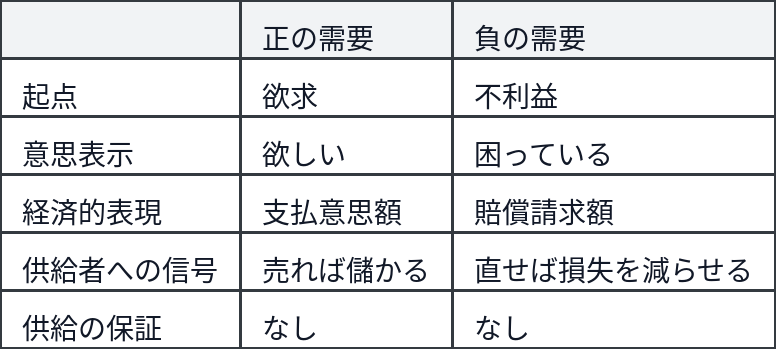 正の需要 負の需要
起点 欲求 不利益
意思表示 欲しい 困っている
経済的表現 支払意思額 賠償請求額
供給者への信号 売れば儲かる 直せば損失を減らせる
供給の保証 なし なし